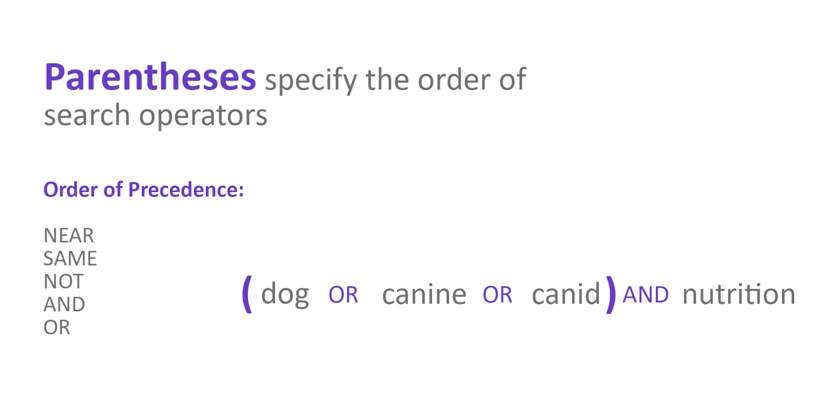 Parentheses specify the order of
search operators
Order of Precedence:
NEAR
SAME
NOT
AND
OR
( dog OR canine OR canid ) AND nutrition